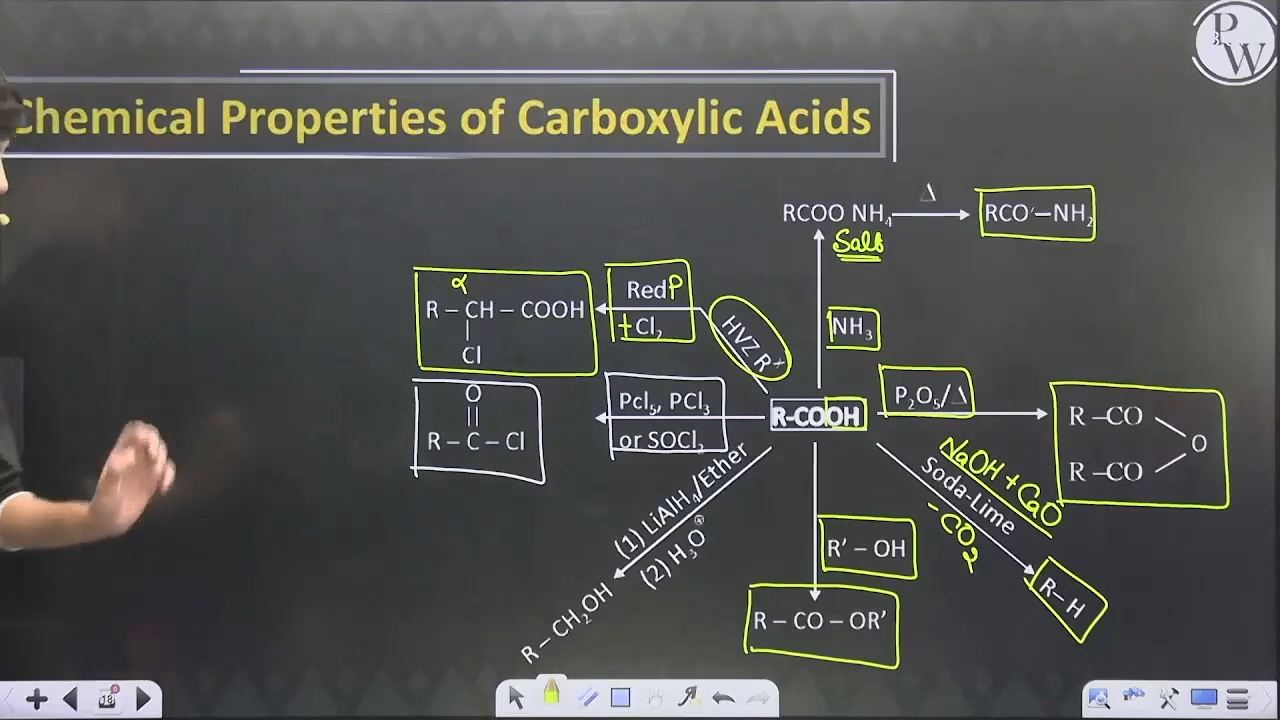 PW
Chemical Properties of Carboxylic Acids
RCOO NH₄
Δ
RCO–NH₂
Salt
NH₃
α
R – CH – COOH
|
Cl
Red P
+ Cl₂
HVZ Rˣ
O
||
R – C – Cl
Pcl₅, PCl₃
or SOCl₂
R-COOH
P₂O₅/Δ
R –CO
O
R –CO
NaOH + CaO
Soda-Lime
-CO₂
R– H
(1) LiAlH₄/Ether
(2) H₃O⊕
R – CH₂OH
R' – OH
R – CO – OR'
18